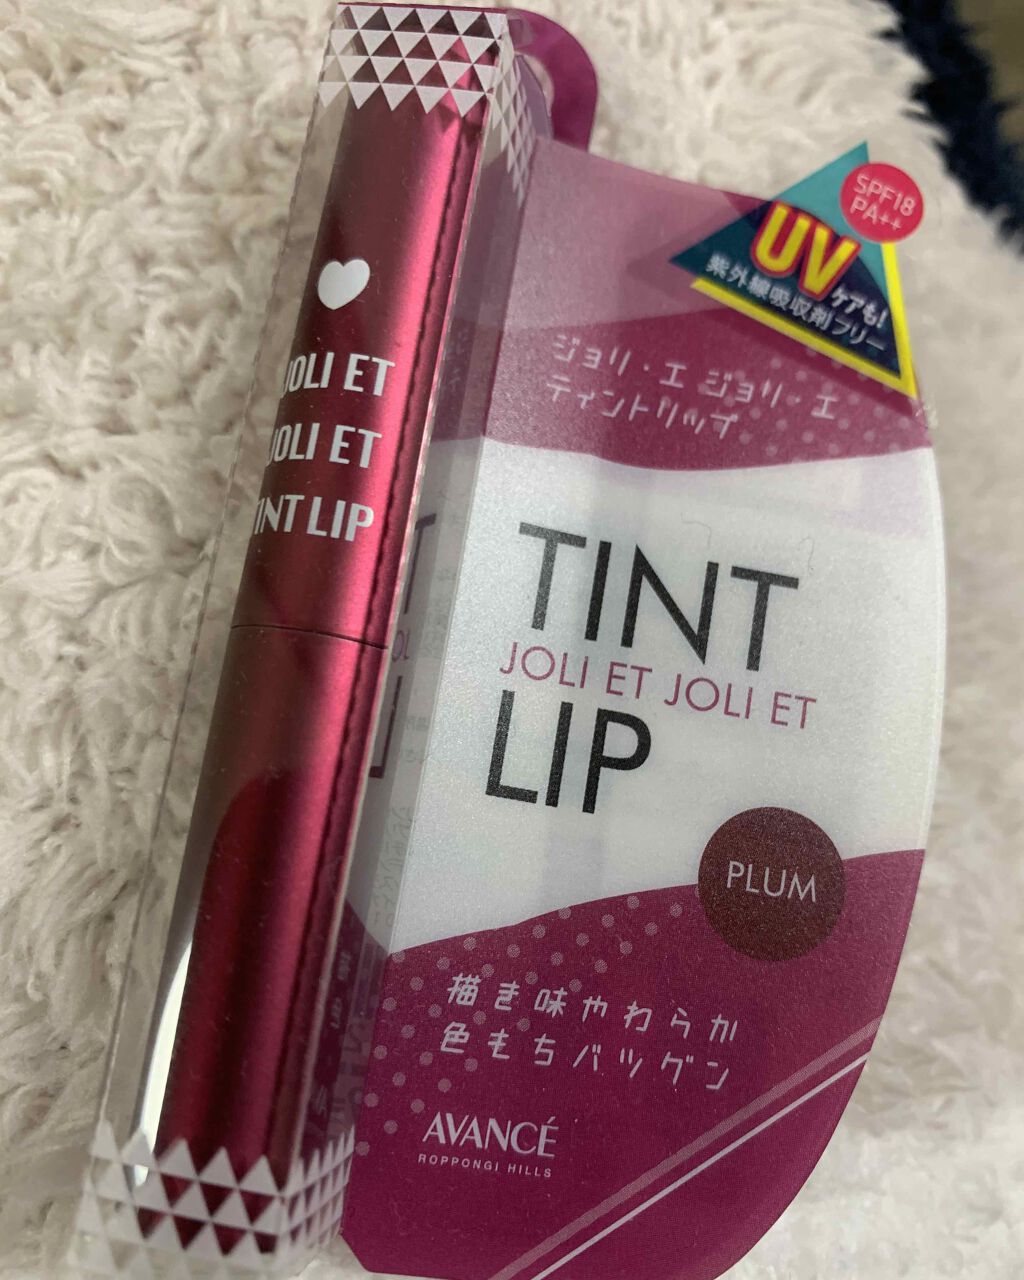 JOLI ET
JOLI ET
TINT LIP
SPF18
PA++
UV
ケアも!
紫外線吸収剤フリー
ジョリ・エ ジョリ・エ
ティントリップ
TINT
JOLI ET JOLI ET
LIP
PLUM
描き味やわらか
色もちバツグン
AVANCÉ
ROPPONGI HILLS